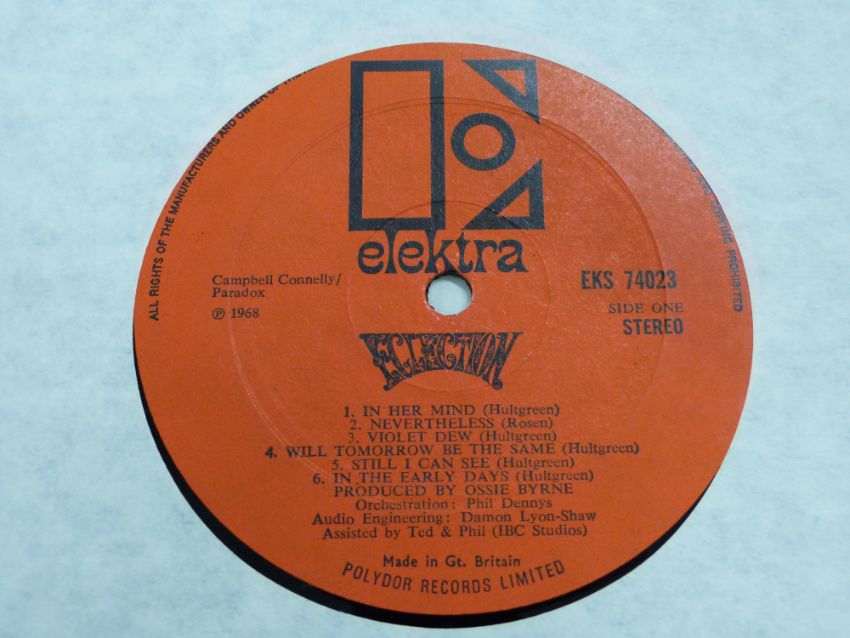 ALL RIGHTS OF THE MANUFACTURERS AND OWNER OF
elektra
Campbell Connelly/
Paradox
℗ 1968
EKS 74023
SIDE ONE
STEREO
ECLECTION
1. IN HER MIND (Hultgreen)
2. NEVERTHELESS (Rosen)
3. VIOLET DEW (Hultgreen)
4. WILL TOMORROW BE THE SAME (Hultgreen)
5. STILL I CAN SEE (Hultgreen)
6. IN THE EARLY DAYS (Hultgreen)
PRODUCED BY OSSIE BYRNE
Orchestration: Phil Dennys
Audio Engineering: Damon Lyon-Shaw
Assisted by Ted & Phil (IBC Studios)
Made in Gt. Britain
POLYDOR RECORDS LIMITED
PROHIBITED